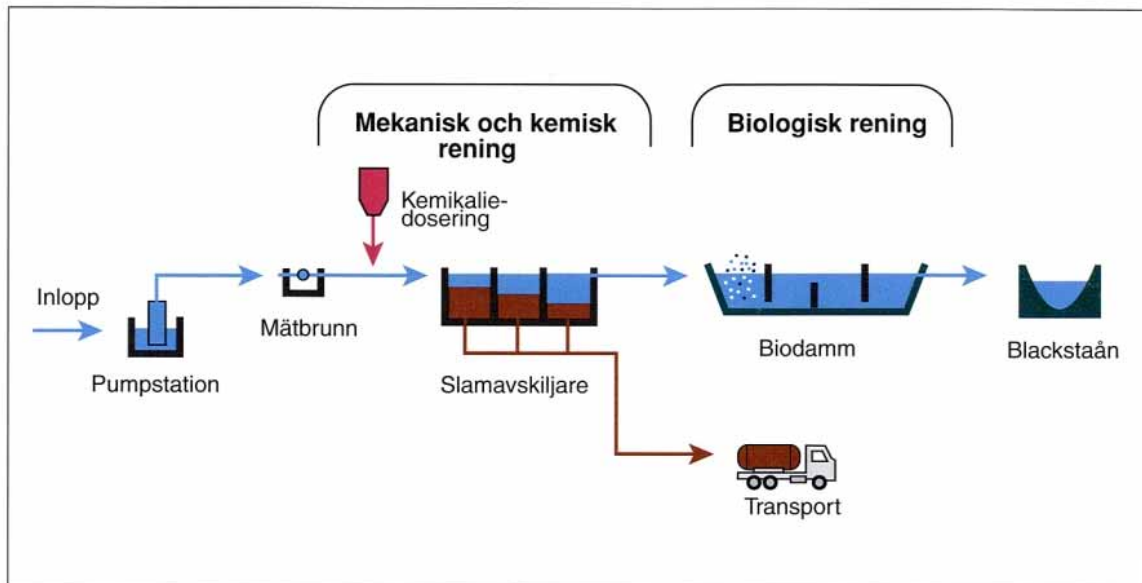 Mekanisk och kemisk
rening
Biologisk rening
Kemikalie-
dosering
Inlopp
Mätbrunn
Pumpstation
Slamavskiljare
Biodamm
Blackstaån
Transport